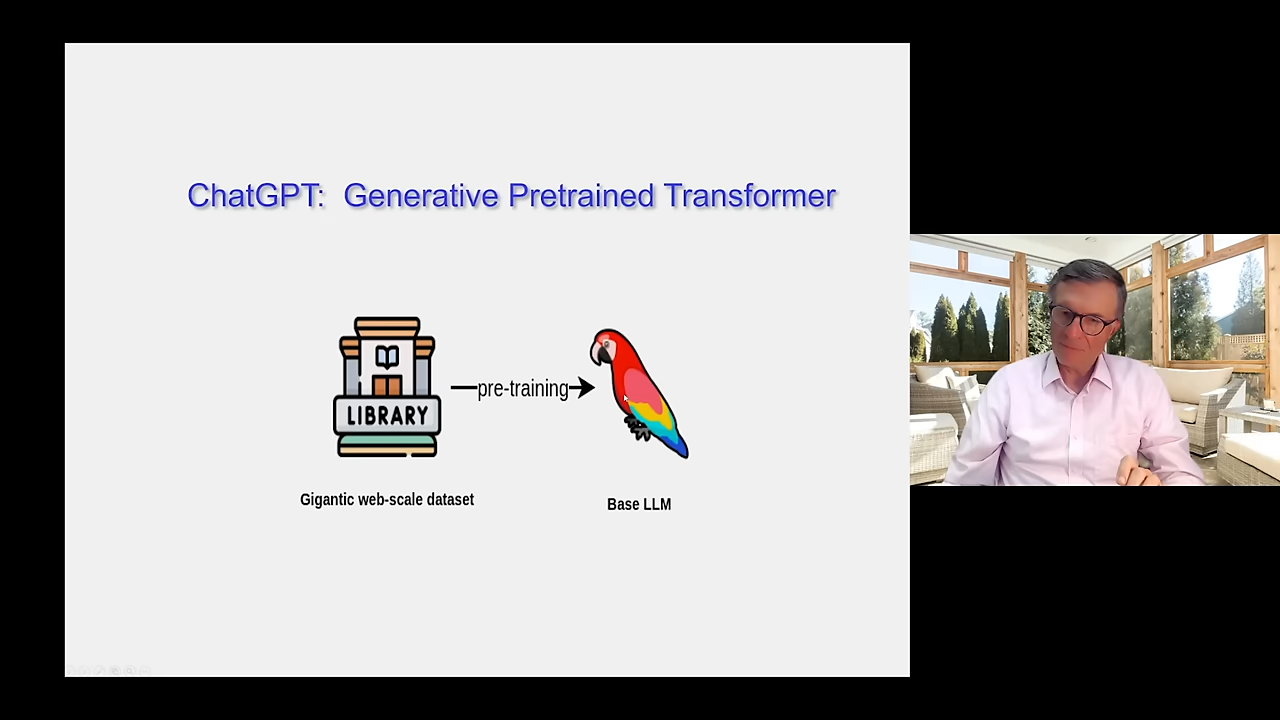 ChatGPT: Generative Pretrained Transformer
LIBRARY
pre-training
Gigantic web-scale dataset
Base LLM